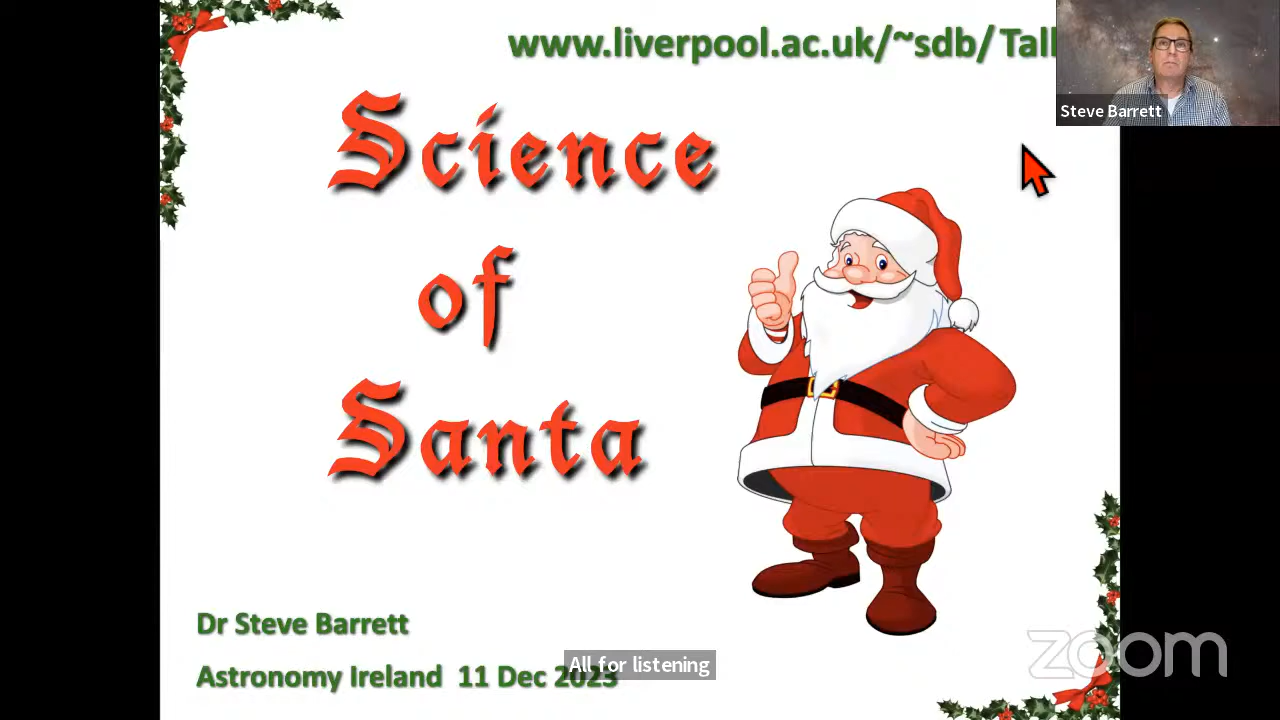 www.liverpool.ac.uk/~sdb/Tal
Steve Barrett
Science
of
Santa
Dr Steve Barrett
Astronomy Ireland 11 Dec 2023
All for listening
zoom